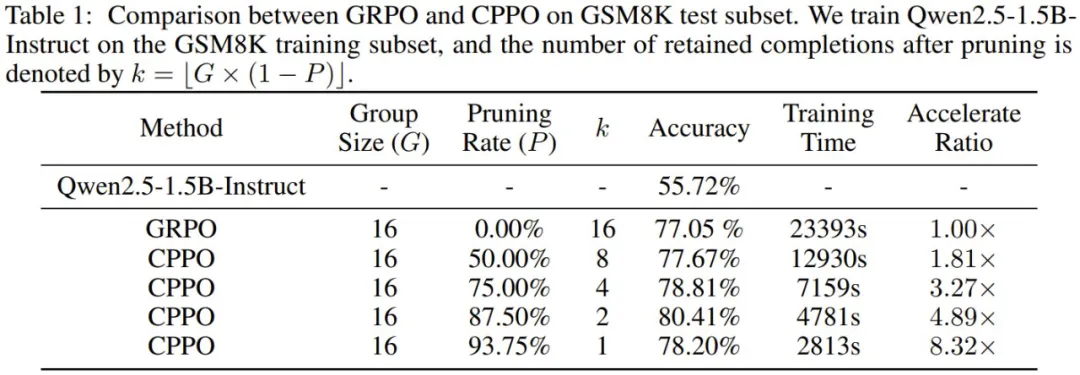 Table 1: Comparison between GRPO and CPPO on GSM8K test subset. We train Qwen2.5-1.5B-
Instruct on the GSM8K training subset, and the number of retained completions after pruning is
denoted by k = ⌊G × (1 − P)⌋.
Method Group Size (G) Pruning Rate (P) k Accuracy Training Time Accelerate Ratio
Qwen2.5-1.5B-Instruct - - - 55.72% - -
GRPO 16 0.00% 16 77.05 % 23393s 1.00×
CPPO 16 50.00% 8 77.67% 12930s 1.81×
CPPO 16 75.00% 4 78.81% 7159s 3.27×
CPPO 16 87.50% 2 80.41% 4781s 4.89×
CPPO 16 93.75% 1 78.20% 2813s 8.32×